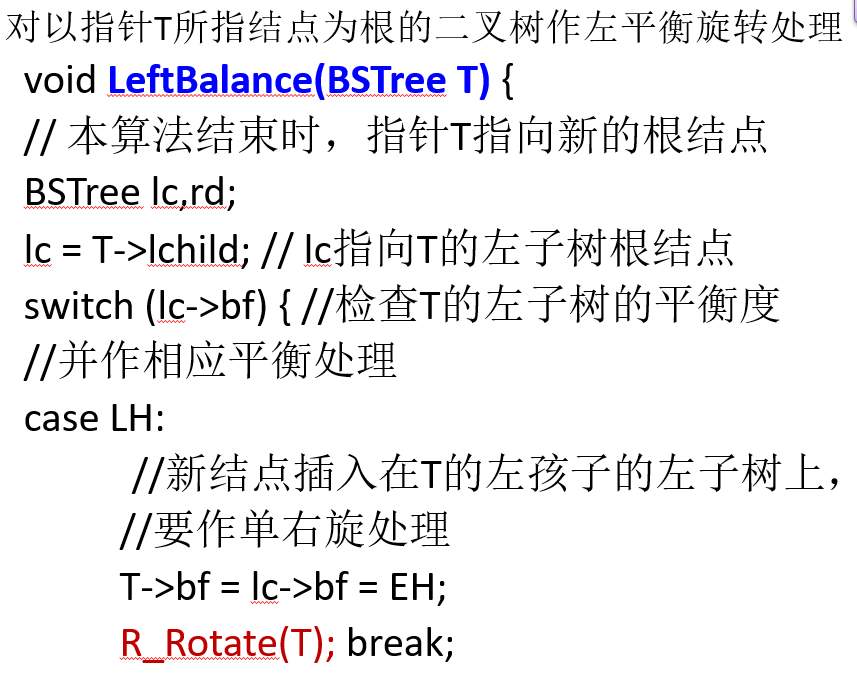 对以指针T所指结点为根的二叉树作左平衡旋转处理
void LeftBalance(BSTree T) {
// 本算法结束时，指针T指向新的根结点
BSTree lc,rd;
lc = T->lchild; // lc指向T的左子树根结点
switch (lc->bf) { //检查T的左子树的平衡度
//并作相应平衡处理
case LH:
//新结点插入在T的左孩子的左子树上，
//要作单右旋处理
T->bf = lc->bf = EH;
R_Rotate(T); break;